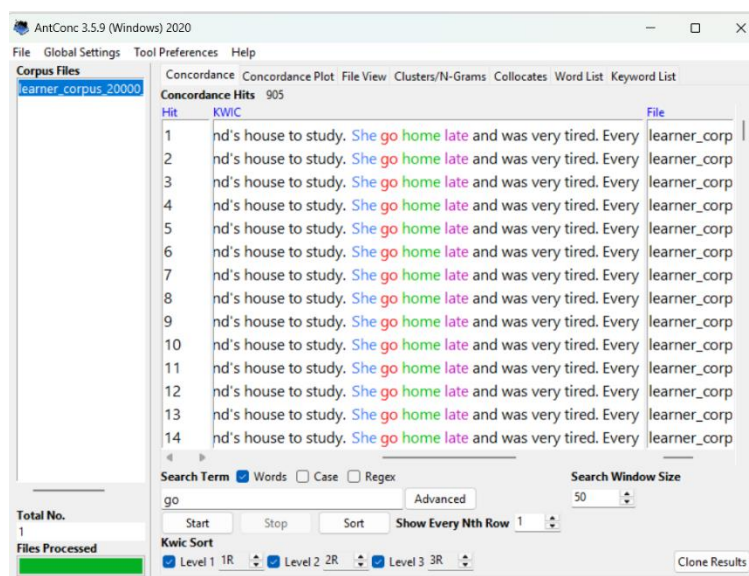 AntConc 3.5.9 (Windows) 2020
File Global Settings Tool Preferences Help
Corpus Files
learner_corpus_20000
Total No.
1
Files Processed
Concordance Concordance Plot File View Clusters/N-Grams Collocates Word List Keyword List
Concordance Hits 905
Hit KWIC File
1 nd's house to study. She go home late and was very tired. Every learner_corp
2 nd's house to study. She go home late and was very tired. Every learner_corp
3 nd's house to study. She go home late and was very tired. Every learner_corp
4 nd's house to study. She go home late and was very tired. Every learner_corp
5 nd's house to study. She go home late and was very tired. Every learner_corp
6 nd's house to study. She go home late and was very tired. Every learner_corp
7 nd's house to study. She go home late and was very tired. Every learner_corp
8 nd's house to study. She go home late and was very tired. Every learner_corp
9 nd's house to study. She go home late and was very tired. Every learner_corp
10 nd's house to study. She go home late and was very tired. Every learner_corp
11 nd's house to study. She go home late and was very tired. Every learner_corp
12 nd's house to study. She go home late and was very tired. Every learner_corp
13 nd's house to study. She go home late and was very tired. Every learner_corp
14 nd's house to study. She go home late and was very tired. Every learner_corp
Search Term Words Case Regex Search Window Size
go Advanced 50
Start Stop Sort Show Every Nth Row 1
Kwic Sort
Level 1 1R Level 2 2R Level 3 3R Clone Results